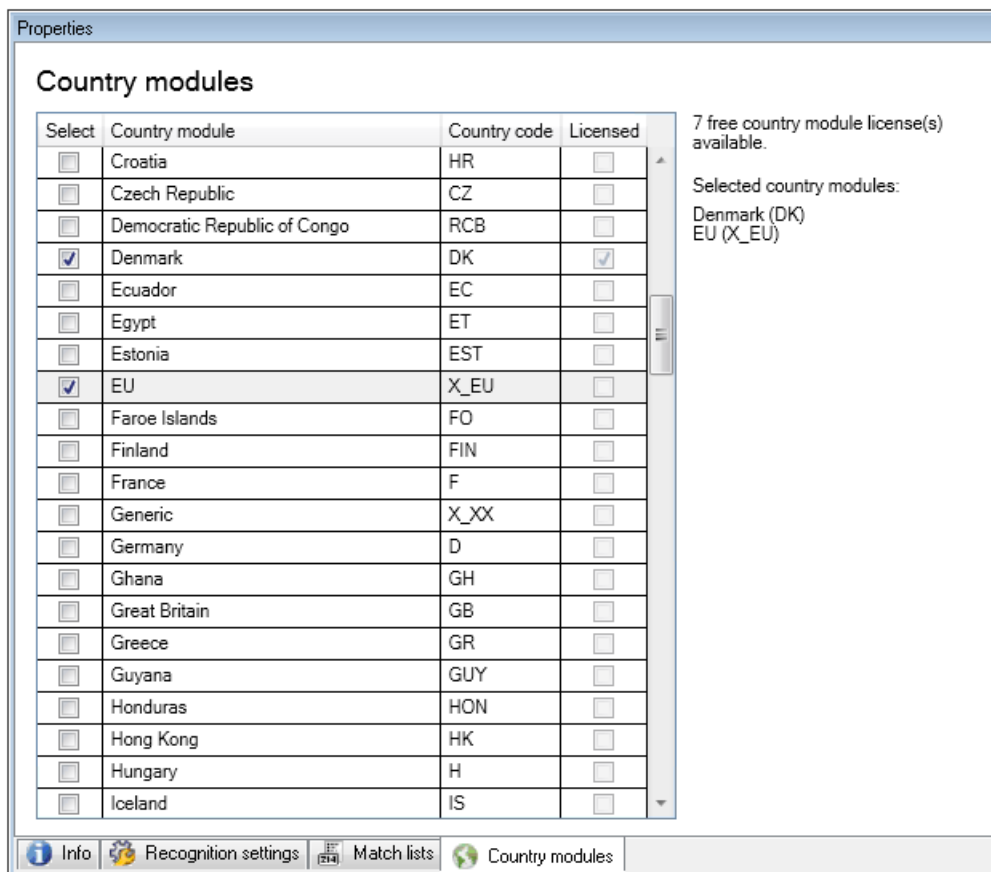 Properties
Country modules
Select Country module Country code Licensed
Croatia HR
Czech Republic CZ
Democratic Republic of Congo RCB
Denmark DK
Ecuador EC
Egypt ET
Estonia EST
EU X_EU
Faroe Islands FO
Finland FIN
France F
Generic X_XX
Germany D
Ghana GH
Great Britain GB
Greece GR
Guyana GUY
Honduras HON
Hong Kong HK
Hungary H
Iceland IS
7 free country module license(s)
available.
Selected country modules:
Denmark (DK)
EU (X_EU)
Info Recognition settings 214 Match lists Country modules